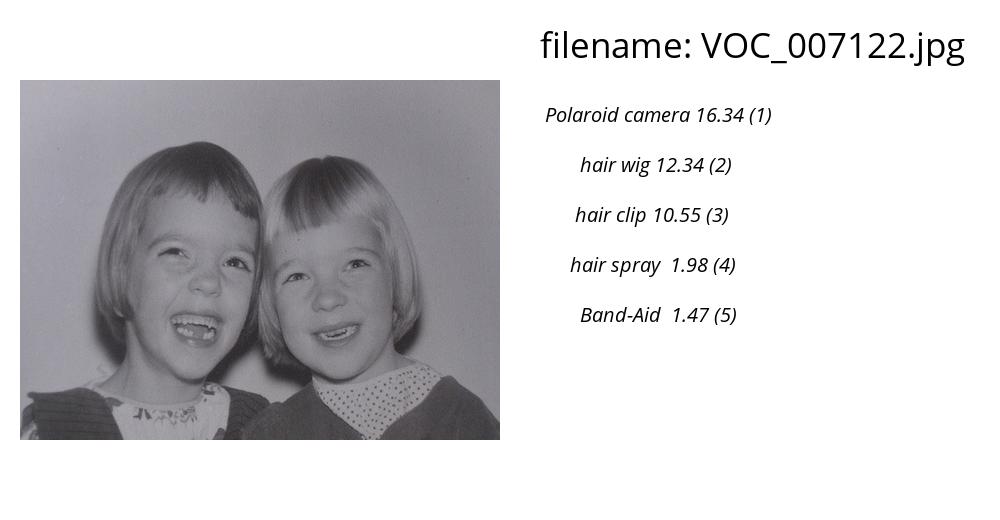 filename: VOC_007122.jpg
Polaroid camera 16.34 (1)
hair wig 12.34 (2)
hair clip 10.55 (3)
hair spray 1.98 (4)
Band-Aid 1.47 (5)